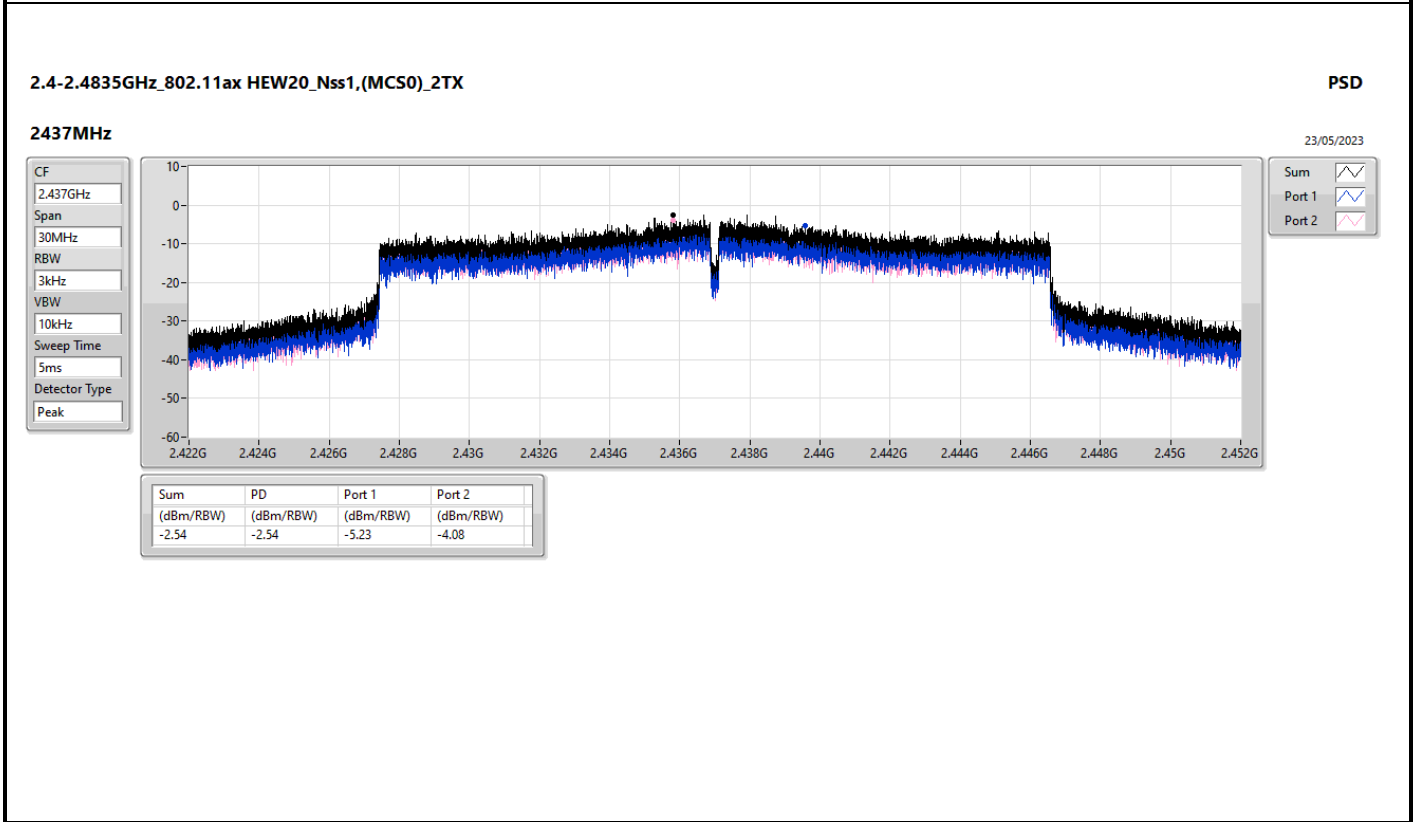 2.4-2.4835GHz_802.11ax HEW20_Nss1,(MCS0)_2TX
PSD
2437MHz
23/05/2023
CF
2.437GHz
Span
30MHz
RBW
3kHz
VBW
10kHz
Sweep Time
5ms
Detector Type
Peak
10
0
-10
-20
-30
-40
-50
-60
2.422G 2.424G 2.426G 2.428G 2.43G 2.432G 2.434G 2.436G 2.438G 2.44G 2.442G 2.444G 2.446G 2.448G 2.45G 2.452G
Sum
Port 1
Port 2
Sum PD Port 1 Port 2
(dBm/RBW) (dBm/RBW) (dBm/RBW) (dBm/RBW)
-2.54 -2.54 -5.23 -4.08